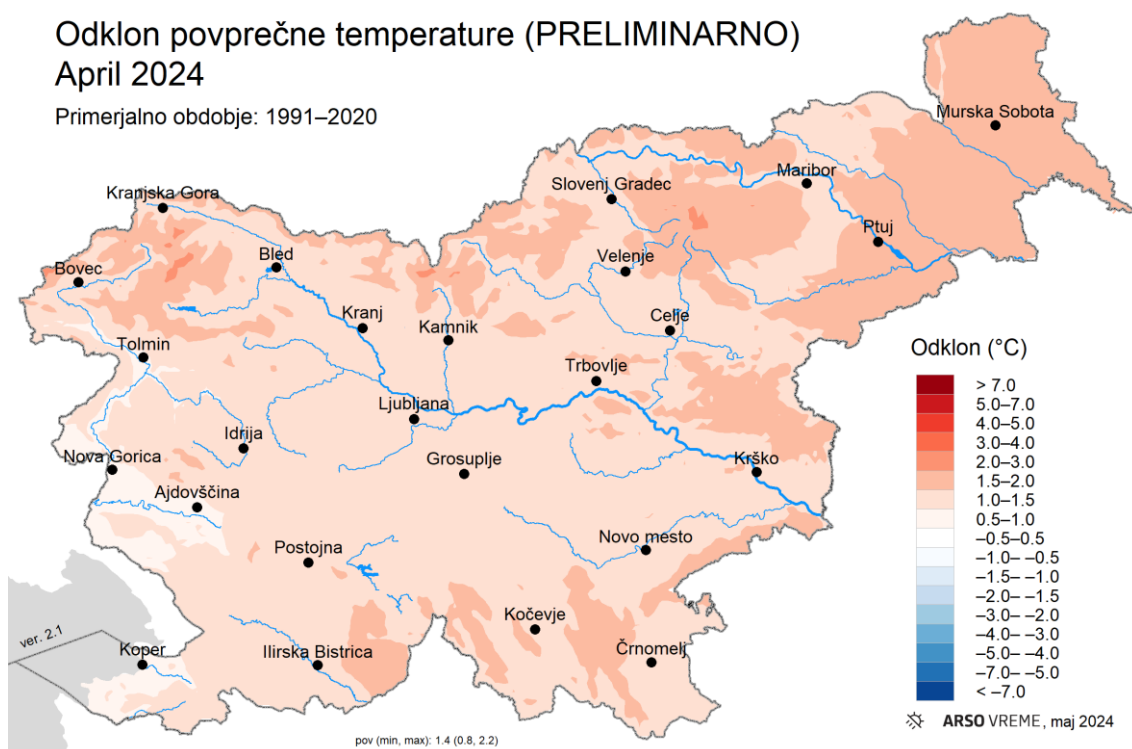 Odklon povprečne temperature (PRELIMINARNO)
April 2024
Primerjalno obdobje: 1991–2020
Murska Sobota
Maribor
Slovenj Gradec
Kranjska Gora
Ptuj
Bled
Velenje
Bovec
Kranj
Kamnik
Celje
Tolmin
Trbovlje
Ljubljana
Idrija
Nova Gorica
Grosuplje
Krško
Ajdovščina
Postojna
Novo mesto
Kočevje
ver. 2.1
Koper
Ilirska Bistrica
Črnomelj
Odklon (°C)
> 7.0
5.0–7.0
4.0–5.0
3.0–4.0
2.0–3.0
1.5–2.0
1.0–1.5
0.5–1.0
–0.5–0.5
–1.0– –0.5
–1.5– –1.0
–2.0– –1.5
–3.0– –2.0
–4.0– –3.0
–7.0– –5.0
< –7.0
ARSO VREME, maj 2024
pov (min, max): 1.4 (0.8, 2.2)